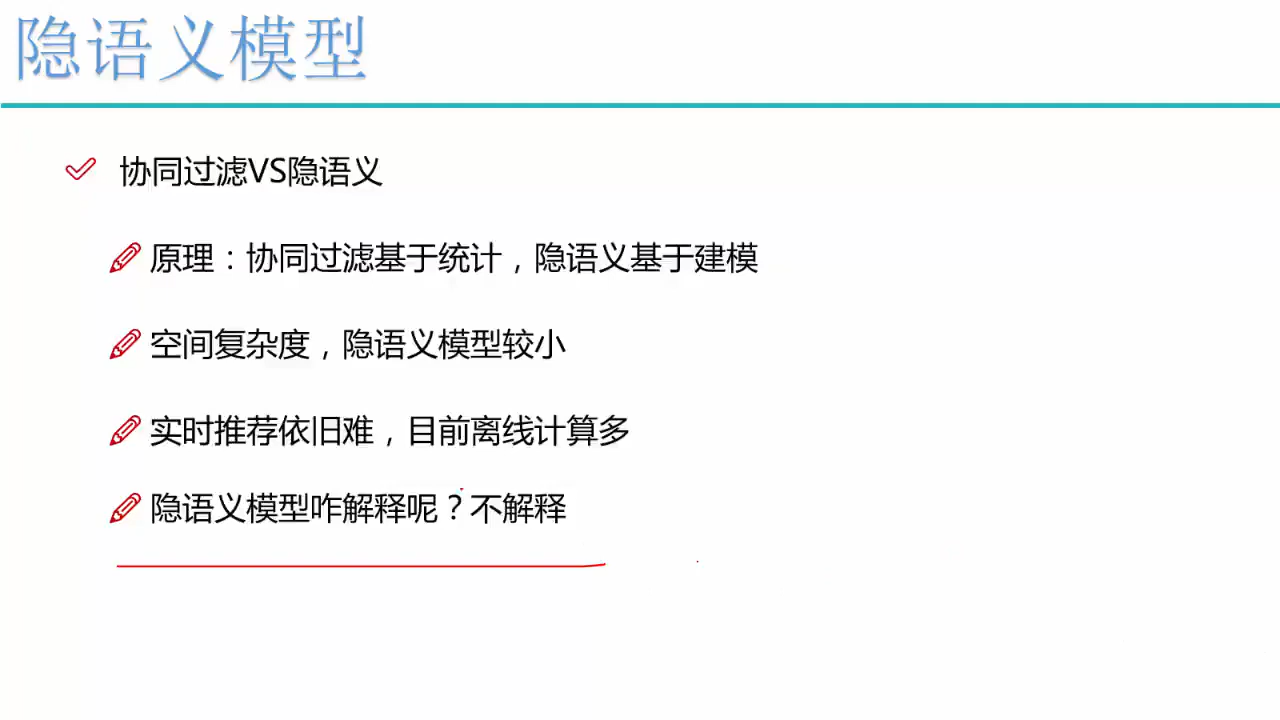 隐语义模型
协同过滤VS隐语义
原理：协同过滤基于统计，隐语义基于建模
空间复杂度，隐语义模型较小
实时推荐依旧难，目前离线计算多
隐语义模型咋解释呢？不解释